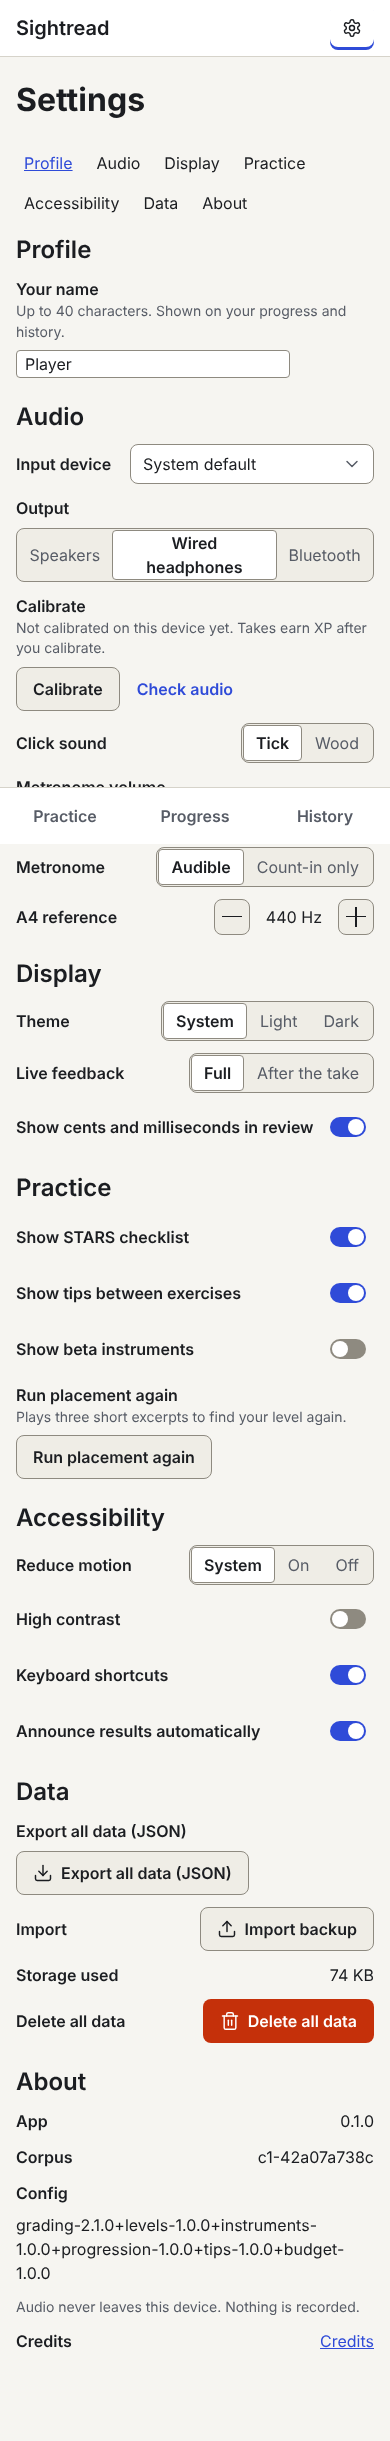 Sightread
Settings
Profile Audio Display Practice
Accessibility Data About
Profile
Your name
Up to 40 characters. Shown on your progress and
history.
Player
Audio
Input device System default
Output
Speakers Wired headphones Bluetooth
Calibrate
Not calibrated on this device yet. Takes earn XP after
you calibrate.
Calibrate Check audio
Click sound Tick Wood
Metronome volume
Practice Progress History
Metronome Audible Count-in only
A4 reference 440 Hz
Display
Theme System Light Dark
Live feedback Full After the take
Show cents and milliseconds in review
Practice
Show STARS checklist
Show tips between exercises
Show beta instruments
Run placement again
Plays three short excerpts to find your level again.
Run placement again
Accessibility
Reduce motion System On Off
High contrast
Keyboard shortcuts
Announce results automatically
Data
Export all data (JSON)
Export all data (JSON)
Import Import backup
Storage used 74 KB
Delete all data Delete all data
About
App 0.1.0
Corpus c1-42a07a738c
Config
grading-2.1.0+levels-1.0.0+instruments-
1.0.0+progression-1.0.0+tips-1.0.0+budget-
1.0.0
Audio never leaves this device. Nothing is recorded.
Credits Credits